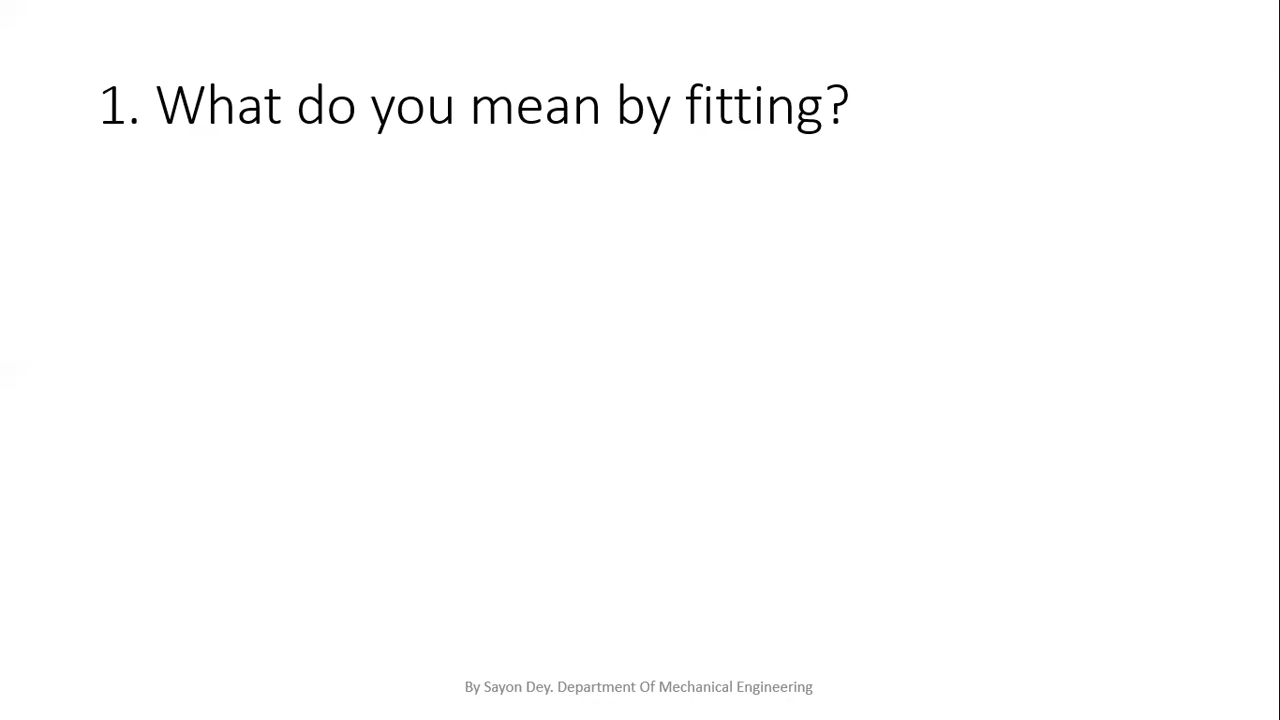 1. What do you mean by fitting?
By Sayon Dey. Department Of Mechanical Engineering